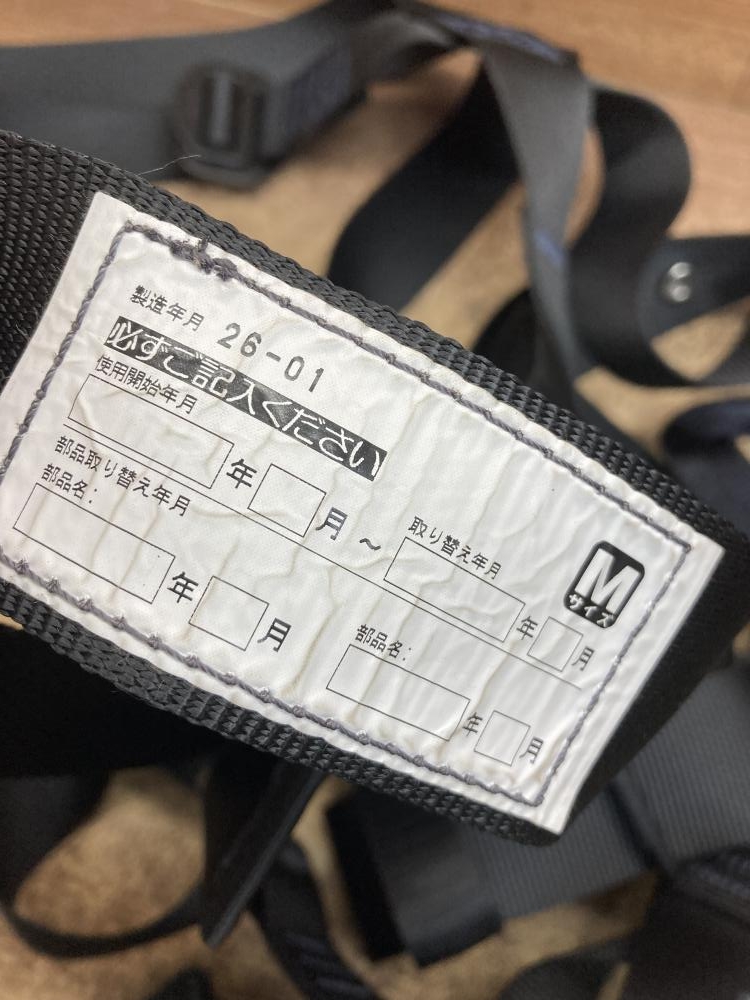 製造年月 26-01
必ずご記入ください
使用開始年月
年 月~
取り替え年月
年 月
部品取り替え年月
部品名:
年 月
部品名:
年 月
M
サイズ